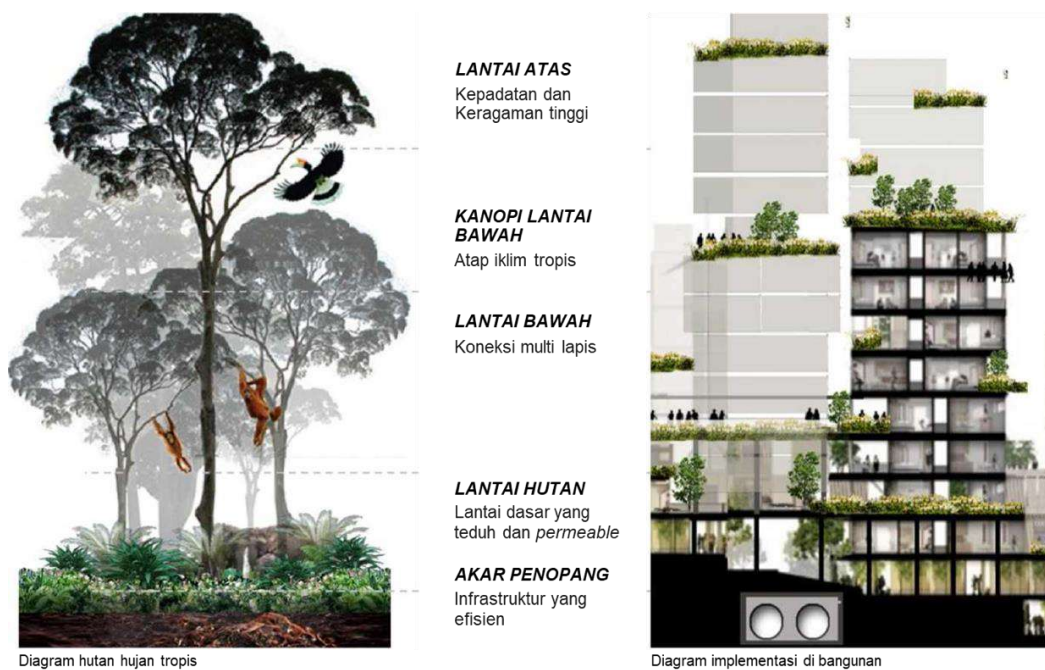 LANTAI ATAS
Kepadatan dan
Keragaman tinggi
KANOPI LANTAI
BAWAH
Atap iklim tropis
LANTAI BAWAH
Koneksi multi lapis
LANTAI HUTAN
Lantai dasar yang
teduh dan permeable
AKAR PENOPANG
Infrastruktur yang
efisien
Diagram hutan hujan tropis
Diagram implementasi di bangunan